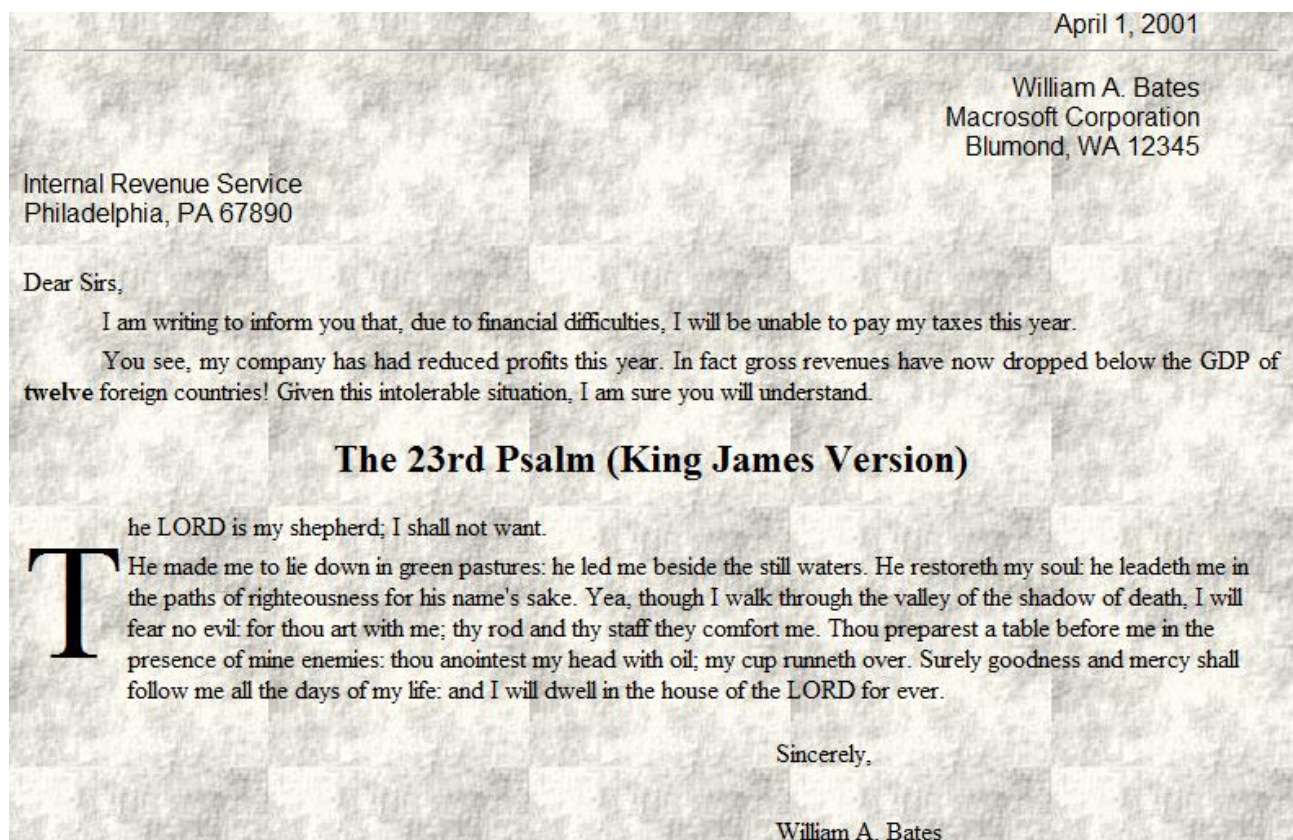 April 1, 2001
William A. Bates
Macrosoft Corporation
Blumond, WA 12345
Internal Revenue Service
Philadelphia, PA 67890
Dear Sirs,
I am writing to inform you that, due to financial difficulties, I will be unable to pay my taxes this year.
You see, my company has had reduced profits this year. In fact gross revenues have now dropped below the GDP of
twelve foreign countries! Given this intolerable situation, I am sure you will understand.
The 23rd Psalm (King James Version)
The LORD is my shepherd; I shall not want.
He made me to lie down in green pastures: he led me beside the still waters. He restoreth my soul: he leadeth me in
the paths of righteousness for his name's sake. Yea, though I walk through the valley of the shadow of death, I will
fear no evil: for thou art with me; thy rod and thy staff they comfort me. Thou preparest a table before me in the
presence of mine enemies: thou anointest my head with oil; my cup runneth over. Surely goodness and mercy shall
follow me all the days of my life: and I will dwell in the house of the LORD for ever.
Sincerely,
William A. Bates